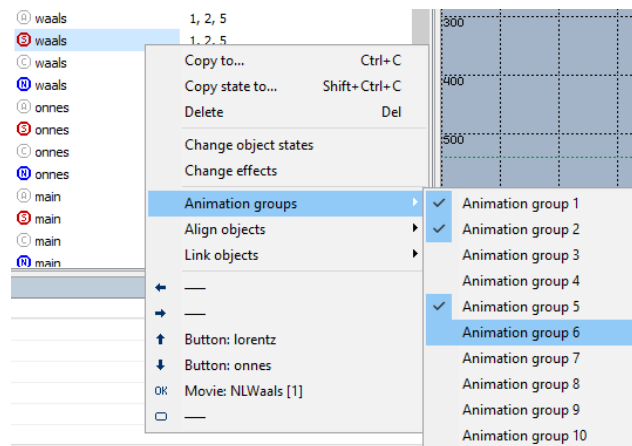 A waals 1, 2, 5
S waals 1, 2, 5
C waals
N waals
A onnes
S onnes
C onnes
N onnes
A main
S main
C main
N main
Copy to... Ctrl+C
Copy state to... Shift+Ctrl+C
Delete Del
Change object states
Change effects
Animation groups
Align objects
Link objects
Button: lorentz
Button: onnes
OK Movie: NLWaals [1]
Animation group 1
Animation group 2
Animation group 3
Animation group 4
Animation group 5
Animation group 6
Animation group 7
Animation group 8
Animation group 9
Animation group 10
300
400
500